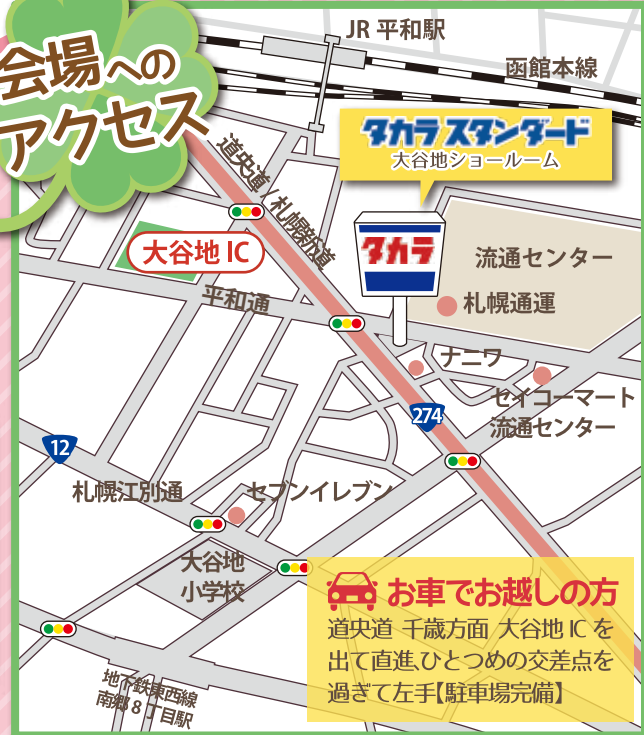 会場への
アクセス
JR 平和駅
函館本線
タカラスタンダード
大谷地ショールーム
道央道 / 札幌新道
タカラ
大谷地 IC
流通センター
平和通
札幌通運
ナニワ
セイコーマート
流通センター
274
12
札幌江別通
セブンイレブン
大谷地
小学校
地下鉄東西線
南郷 8 丁目駅
お車でお越しの方
道央道 千歳方面 大谷地 IC を
出て直進、ひとつめの交差点を
過ぎて左手【駐車場完備】